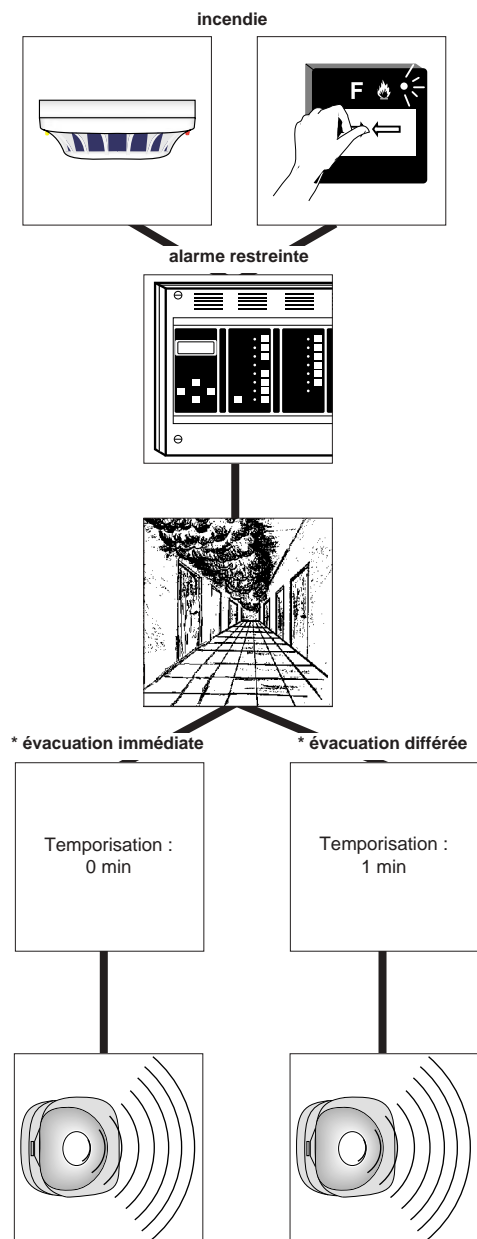 incendie
F
alarme restreinte
* évacuation immédiate
* évacuation différée
Temporisation :
0 min
Temporisation :
1 min